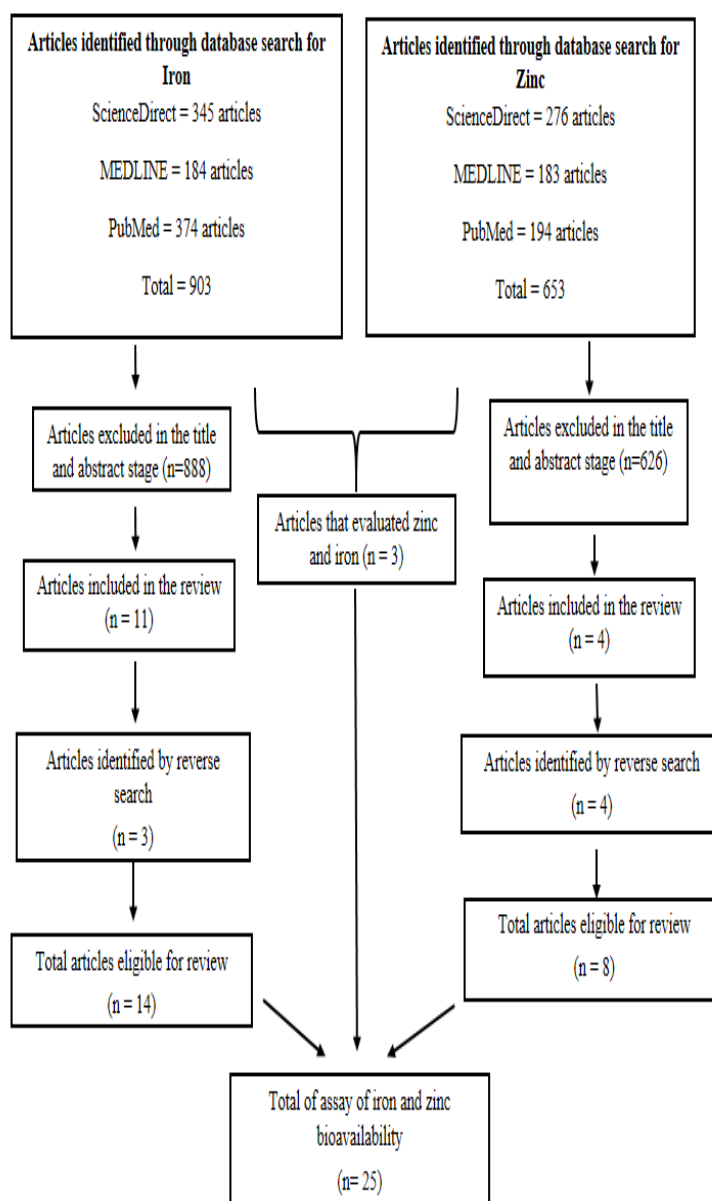 Articles identified through database search for
Iron
ScienceDirect = 345 articles
MEDLINE = 184 articles
PubMed = 374 articles
Total = 903
Articles identified through database search for
Zinc
ScienceDirect = 276 articles
MEDLINE = 183 articles
PubMed = 194 articles
Total = 653
Articles excluded in the title
and abstract stage (n=888)
Articles excluded in the title
and abstract stage (n=626)
Articles that evaluated zinc
and iron (n = 3)
Articles included in the review
(n = 11)
Articles included in the review
(n = 4)
Articles identified by reverse
search
(n = 3)
Articles identified by reverse search
(n = 4)
Total articles eligible for review
(n = 14)
Total articles eligible for review
(n = 8)
Total of assay of iron and zinc
bioavailability
(n= 25)